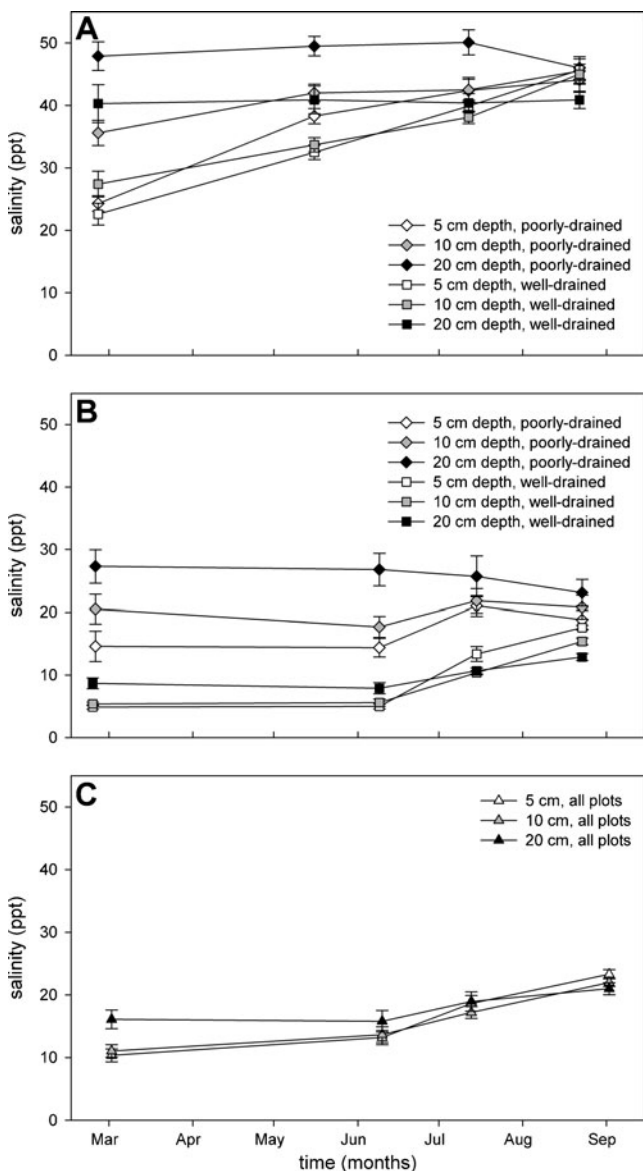 A
50
40
30
20
10
0
salinity (ppt)
5 cm depth, poorly-drained
10 cm depth, poorly-drained
20 cm depth, poorly-drained
5 cm depth, well-drained
10 cm depth, well-drained
20 cm depth, well-drained
B
50
40
30
20
10
0
salinity (ppt)
5 cm depth, poorly-drained
10 cm depth, poorly-drained
20 cm depth, poorly-drained
5 cm depth, well-drained
10 cm depth, well-drained
20 cm depth, well-drained
C
50
40
30
20
10
0
salinity (ppt)
5 cm, all plots
10 cm, all plots
20 cm, all plots
Mar Apr May Jun Jul Aug Sep
time (months)